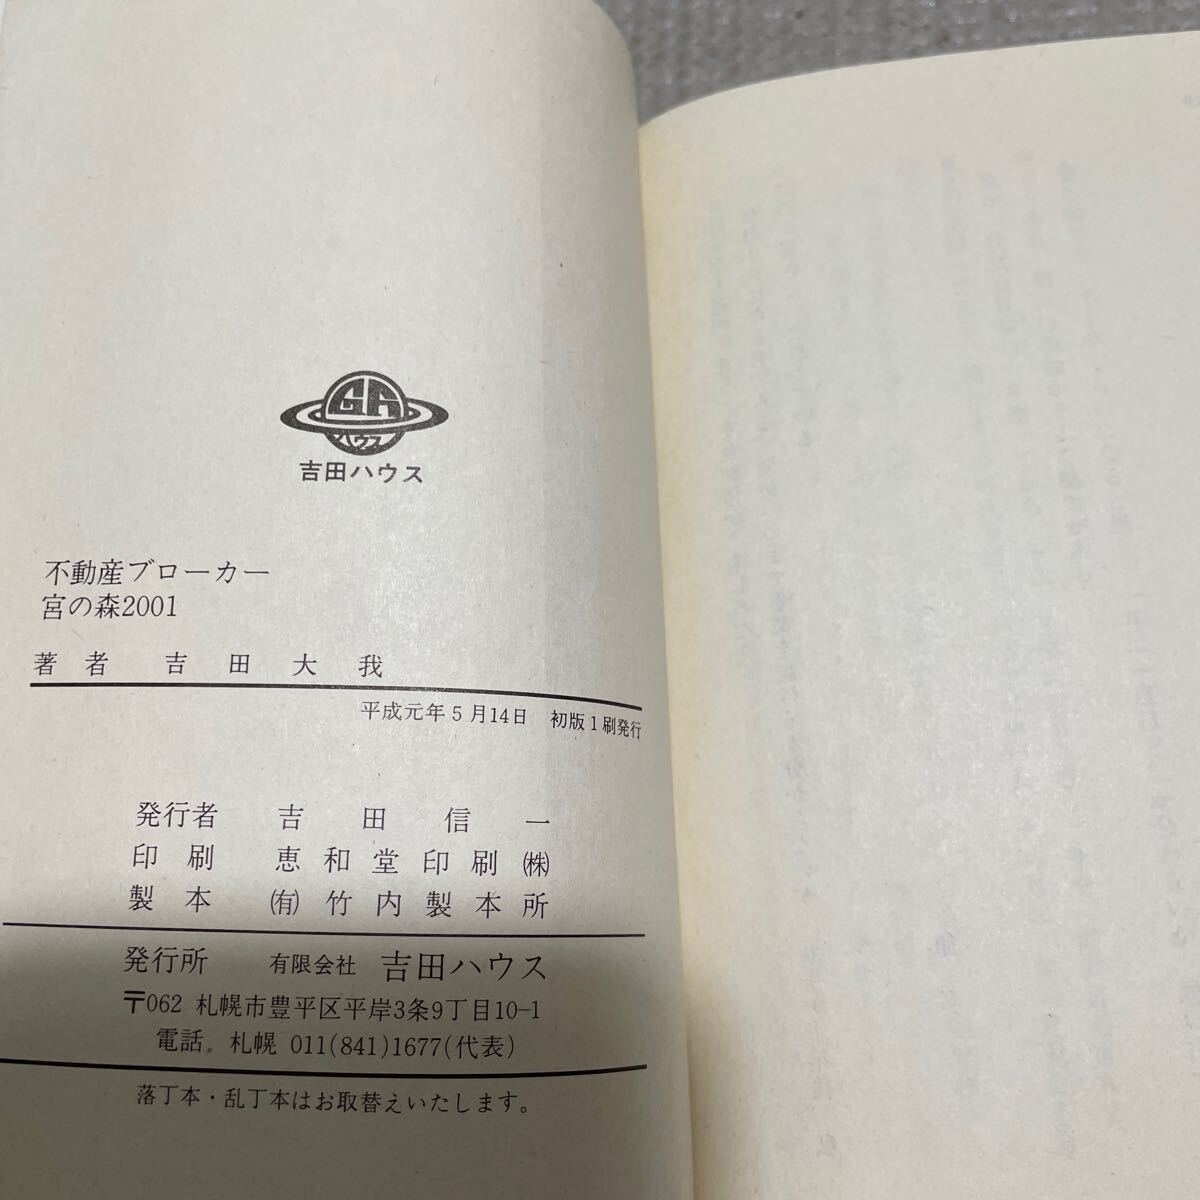 GH
ハウス
吉田ハウス
不動産ブローカー
宮の森2001
著者 吉田大我
平成元年5月14日 初版1刷発行
発行者 吉田信一
印刷 恵和堂印刷㈱
製本 ㈲竹内製本所
発行所 有限会社 吉田ハウス
〒062 札幌市豊平区平岸3条9丁目10-1
電話 札幌 011(841)1677(代表)
落丁本・乱丁本はお取替えいたします。